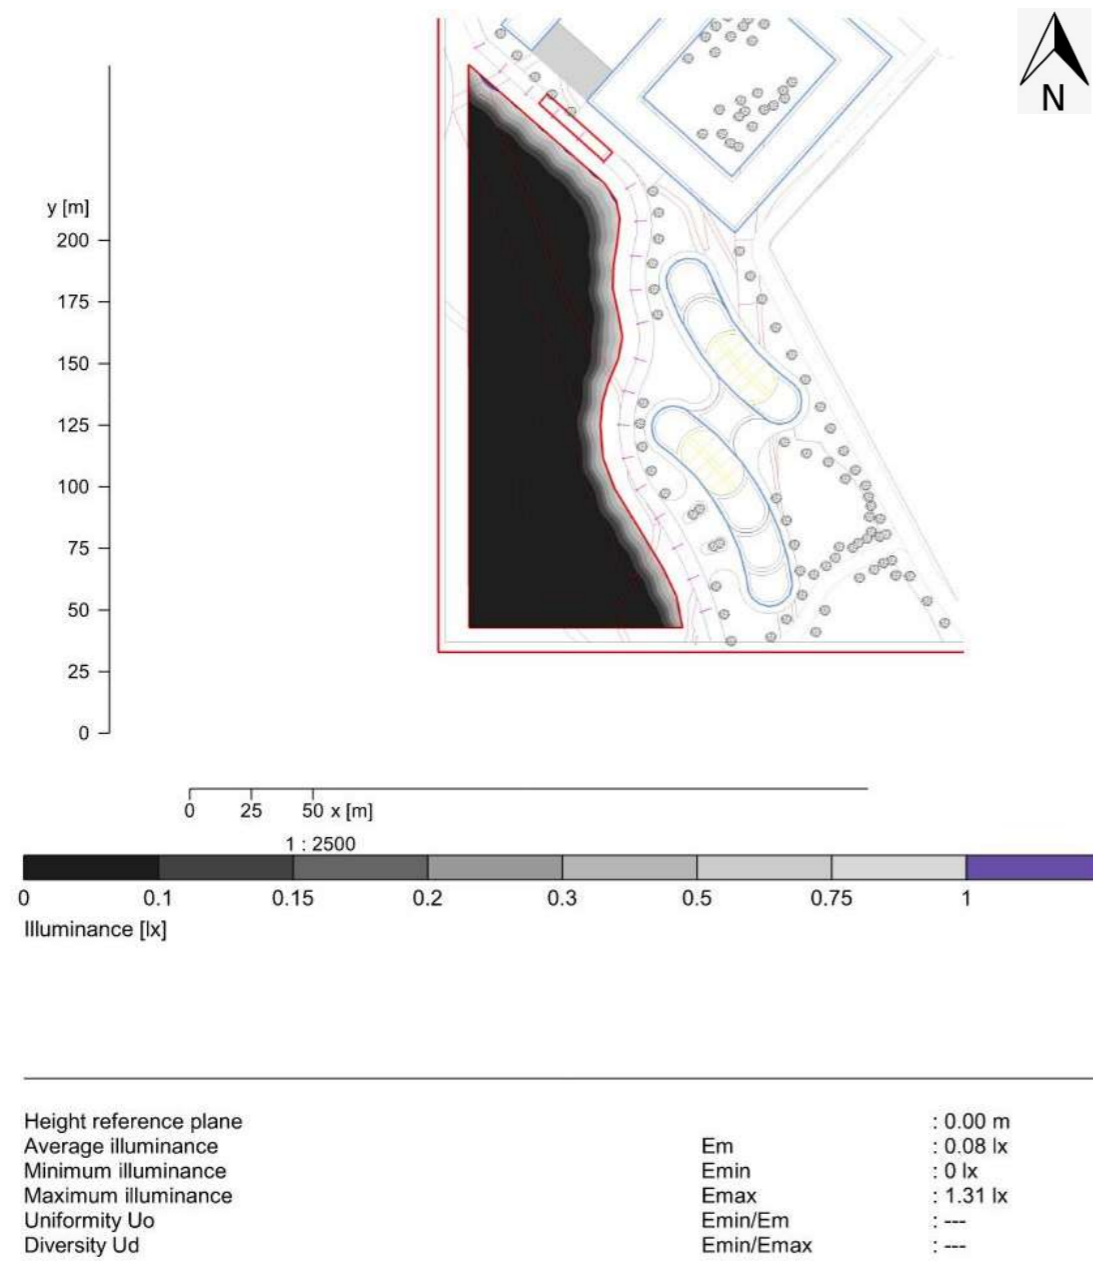 N
y [m]
200
175
150
125
100
75
50
25
0
0 25 50 x [m]
1 : 2500
0 0.1 0.15 0.2 0.3 0.5 0.75 1
Illuminance [lx]
Height reference plane : 0.00 m
Average illuminance Em : 0.08 lx
Minimum illuminance Emin : 0 lx
Maximum illuminance Emax : 1.31 lx
Uniformity Uo Emin/Em : ---
Diversity Ud Emin/Emax : ---